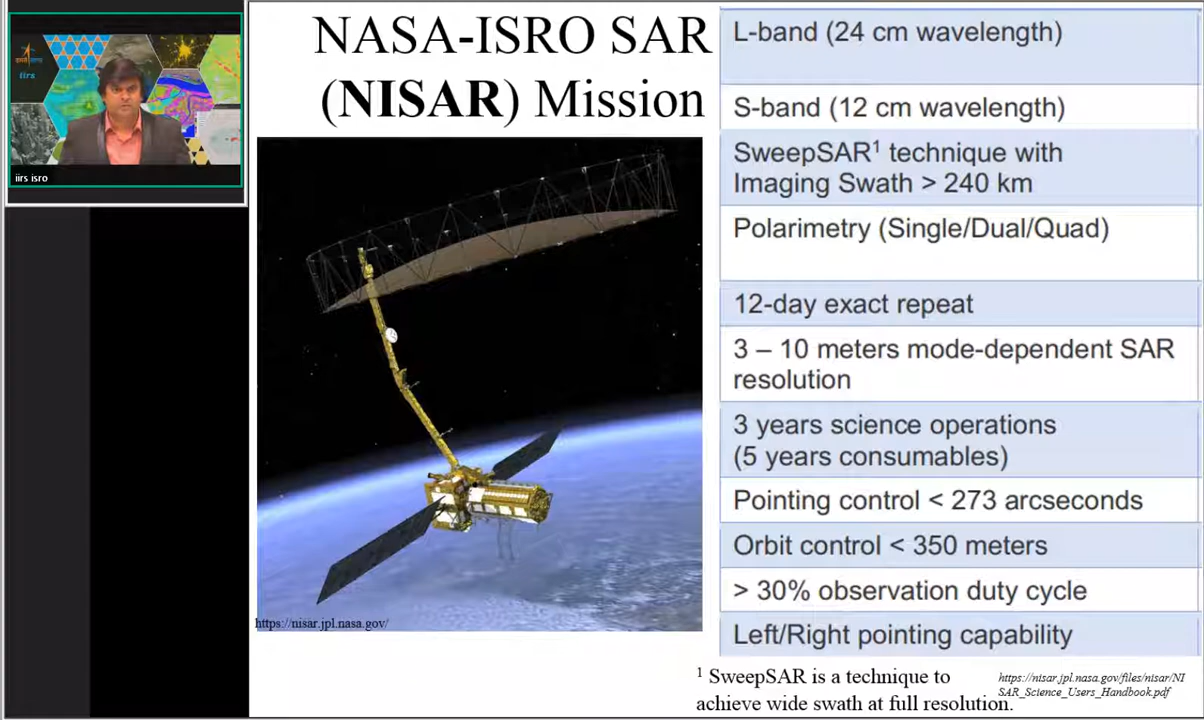 iirs
iirs isro
NASA-ISRO SAR
(NISAR) Mission
https://nisar.jpl.nasa.gov/
L-band (24 cm wavelength)
S-band (12 cm wavelength)
SweepSAR¹ technique with
Imaging Swath > 240 km
Polarimetry (Single/Dual/Quad)
12-day exact repeat
3 – 10 meters mode-dependent SAR
resolution
3 years science operations
(5 years consumables)
Pointing control < 273 arcseconds
Orbit control < 350 meters
> 30% observation duty cycle
Left/Right pointing capability
¹ SweepSAR is a technique to
achieve wide swath at full resolution.
https://nisar.jpl.nasa.gov/files/nisar/NI
SAR_Science_Users_Handbook.pdf